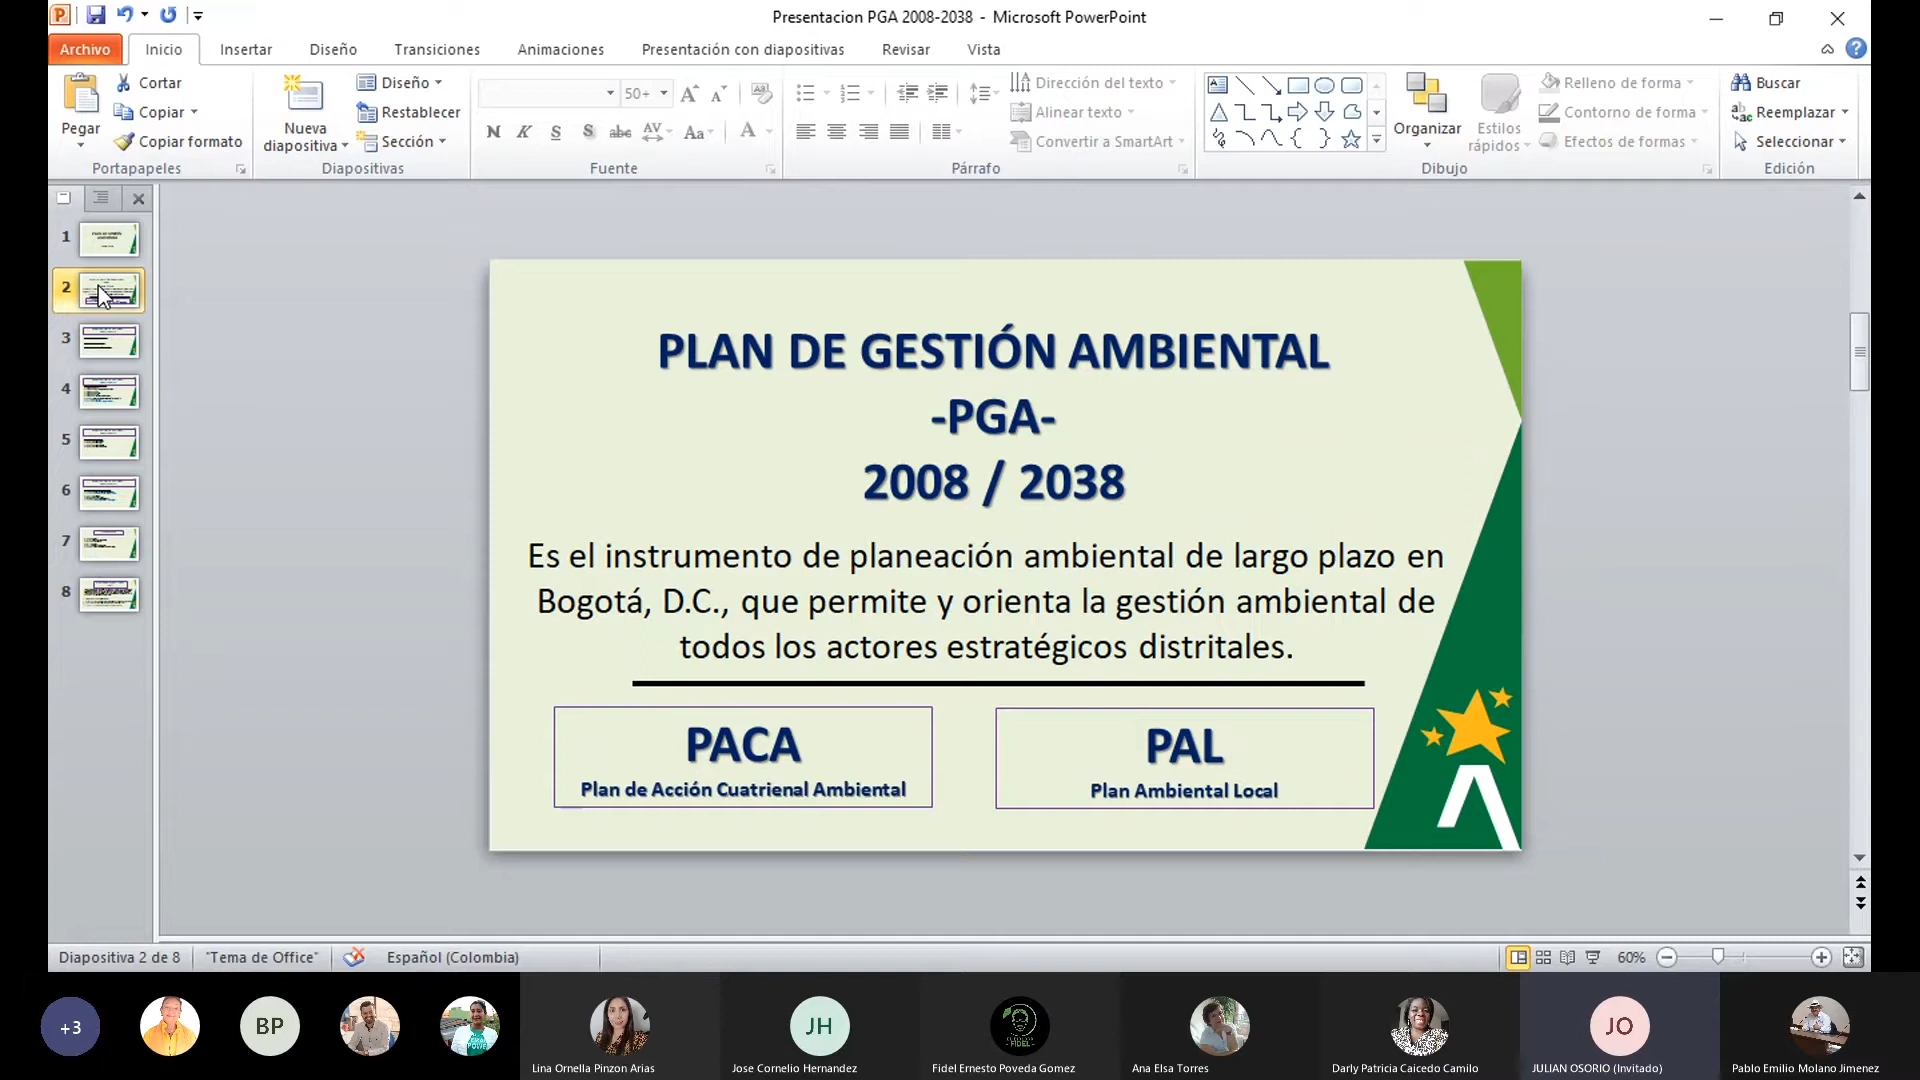 Presentacion PGA 2008-2038 - Microsoft PowerPoint
Archivo Inicio Insertar Diseño Transiciones Animaciones Presentación con diapositivas Revisar Vista
Pegar
Cortar
Copiar
Copiar formato
Portapapeles
Nueva diapositiva
Diseño
Restablecer
Sección
Diapositivas
50+
N K S S abc AV Aa A
Fuente
Dirección del texto
Alinear texto
Convertir a SmartArt
Párrafo
Organizar
Estilos rápidos
Relleno de forma
Contorno de forma
Efectos de formas
Dibujo
Buscar
Reemplazar
Seleccionar
Edición
1
2
3
4
5
6
7
8
PLAN DE GESTIÓN AMBIENTAL
-PGA-
2008 / 2038
Es el instrumento de planeación ambiental de largo plazo en
Bogotá, D.C., que permite y orienta la gestión ambiental de
todos los actores estratégicos distritales.
PACA
Plan de Acción Cuatrienal Ambiental
PAL
Plan Ambiental Local
Diapositiva 2 de 8 "Tema de Office" Español (Colombia) 60%
+3 BP JH JO
FIDEL
Lina Ornella Pinzon Arias Jose Cornelio Hernandez Fidel Ernesto Poveda Gomez Ana Elsa Torres Darly Patricia Caicedo Camilo JULIAN OSORIO (Invitado) Pablo Emilio Molano Jimenez